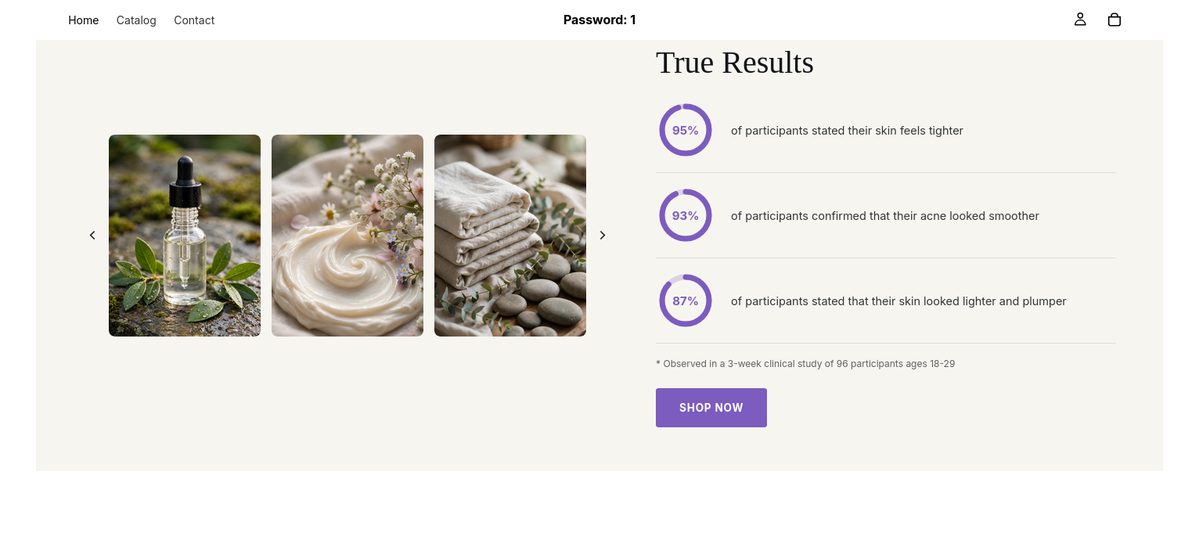 Home
Catalog
Contact
Password: 1
True Results
95%
of participants stated their skin feels tighter
93%
of participants confirmed that their acne looked smoother
87%
of participants stated that their skin looked lighter and plumper
* Observed in a 3-week clinical study of 96 participants ages 18-29
SHOP NOW